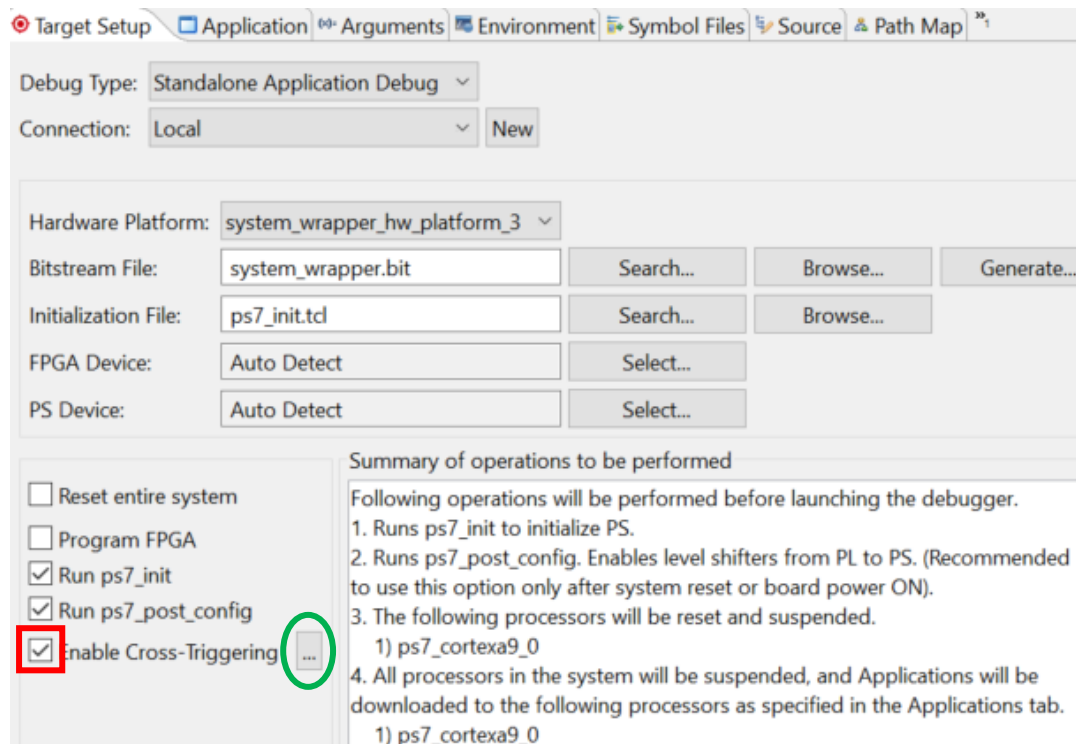 Target Setup Application (x)= Arguments Environment Symbol Files Source Path Map »1
Debug Type: Standalone Application Debug
Connection: Local New
Hardware Platform: system_wrapper_hw_platform_3
Bitstream File: system_wrapper.bit Search... Browse... Generate...
Initialization File: ps7_init.tcl Search... Browse...
FPGA Device: Auto Detect Select...
PS Device: Auto Detect Select...
Reset entire system
Program FPGA
Run ps7_init
Run ps7_post_config
Enable Cross-Triggering ...
Summary of operations to be performed
Following operations will be performed before launching the debugger.
1. Runs ps7_init to initialize PS.
2. Runs ps7_post_config. Enables level shifters from PL to PS. (Recommended
to use this option only after system reset or board power ON).
3. The following processors will be reset and suspended.
1) ps7_cortexa9_0
4. All processors in the system will be suspended, and Applications will be
downloaded to the following processors as specified in the Applications tab.
1) ps7_cortexa9_0